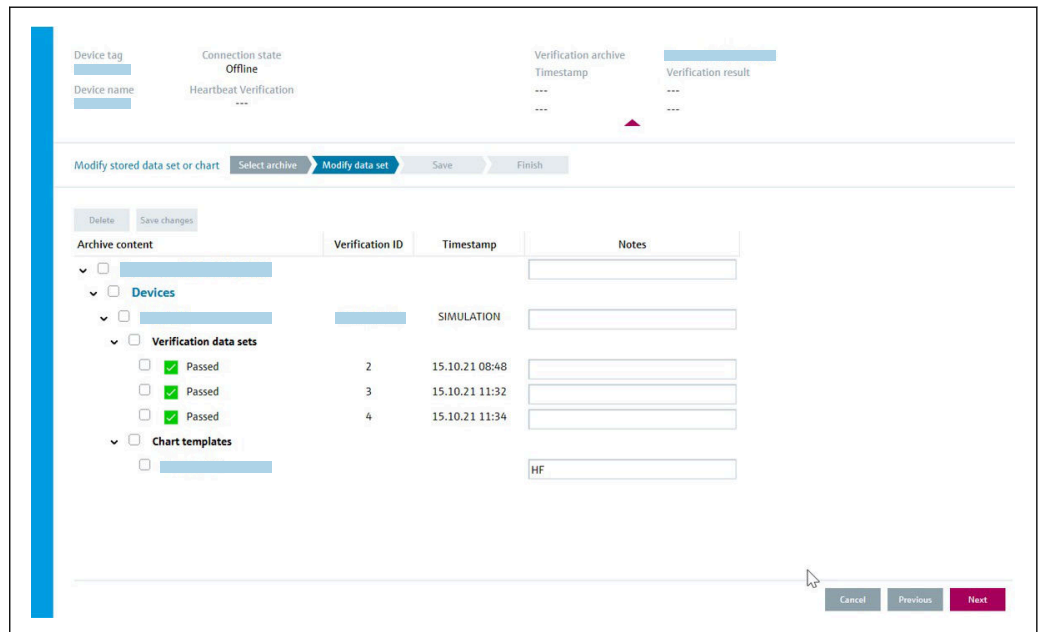 Device tag Connection state Verification archive
Offline Timestamp Verification result
Device name Heartbeat Verification --- ---
--- --- ---
Modify stored data set or chart Select archive Modify data set Save Finish
Delete Save changes
Archive content Verification ID Timestamp Notes
Devices
SIMULATION
Verification data sets
Passed 2 15.10.21 08:48
Passed 3 15.10.21 11:32
Passed 4 15.10.21 11:34
Chart templates
HF
Cancel Previous Next